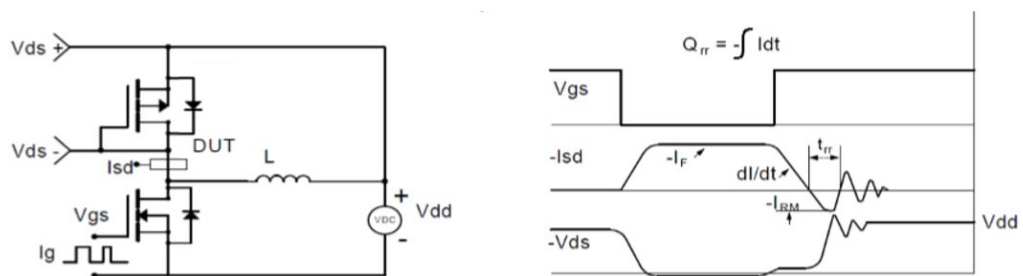 Vds +
Vds -
DUT
Isd
L
Vgs
Ig
+
VDC
-
Vdd
Qrr = -∫ Idt
Vgs
-Isd
-IF
dI/dt
trr
-IRM
Vdd
-Vds